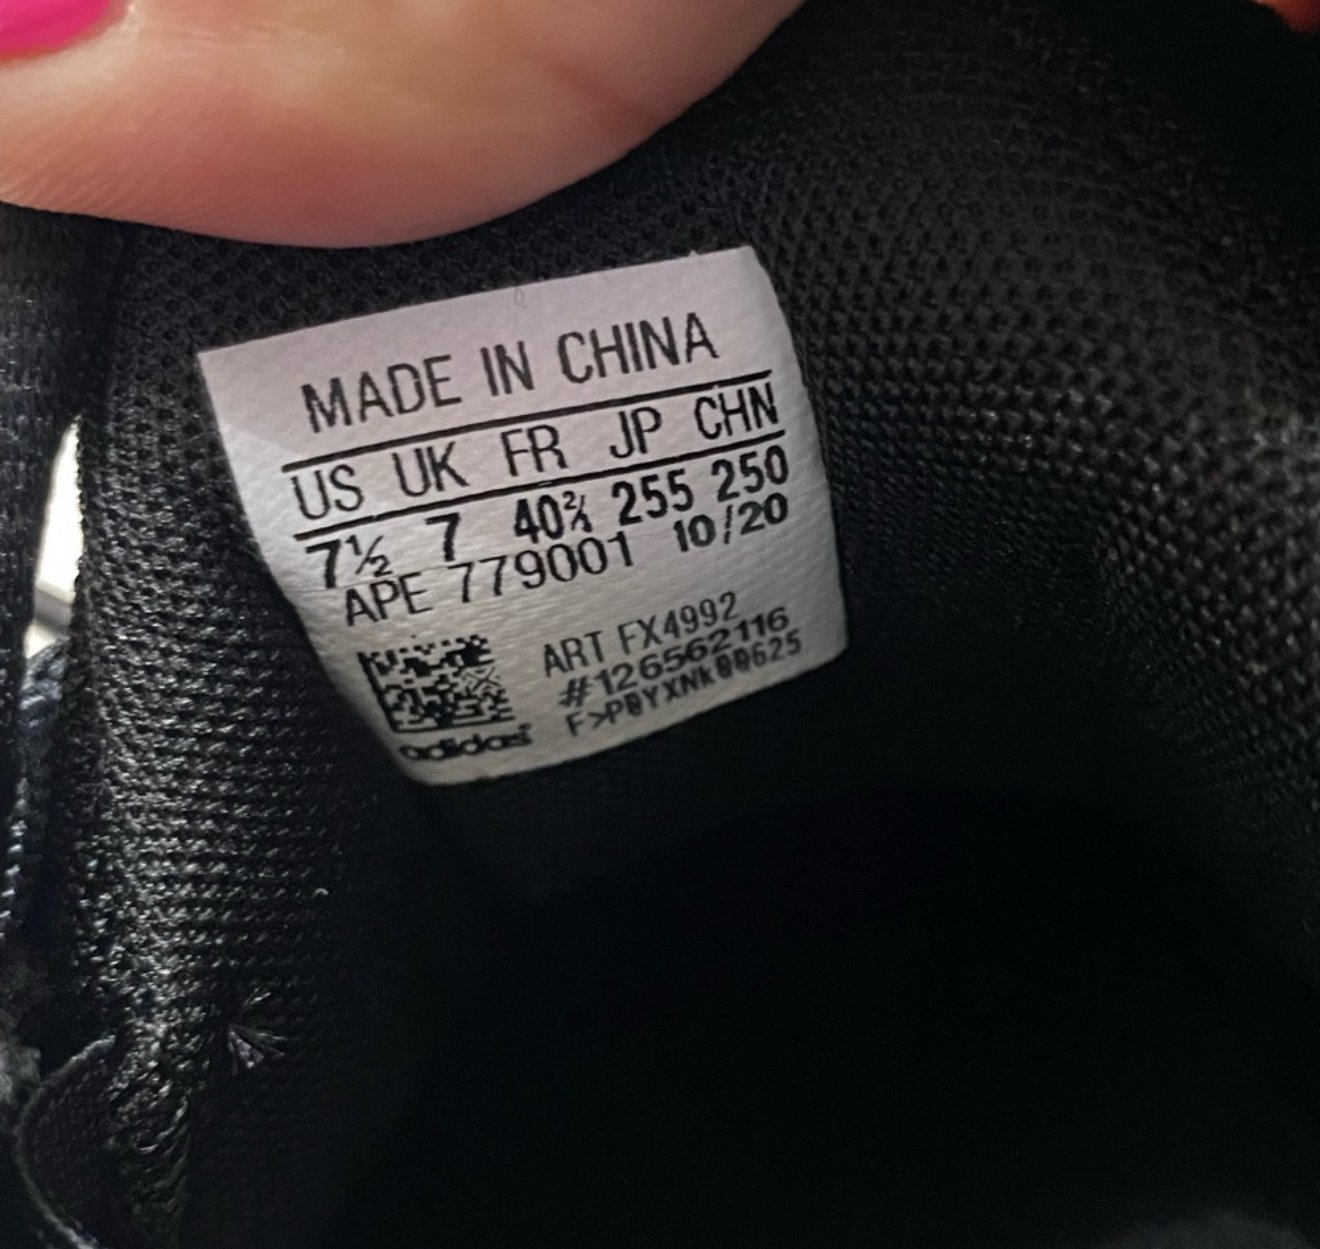 MADE IN CHINA
US UK FR JP CHN
7½ 7 40⅔ 255 250
APE 779001 10/20
ART FX4992
#126562116
F>P0YXNk00625
adidas